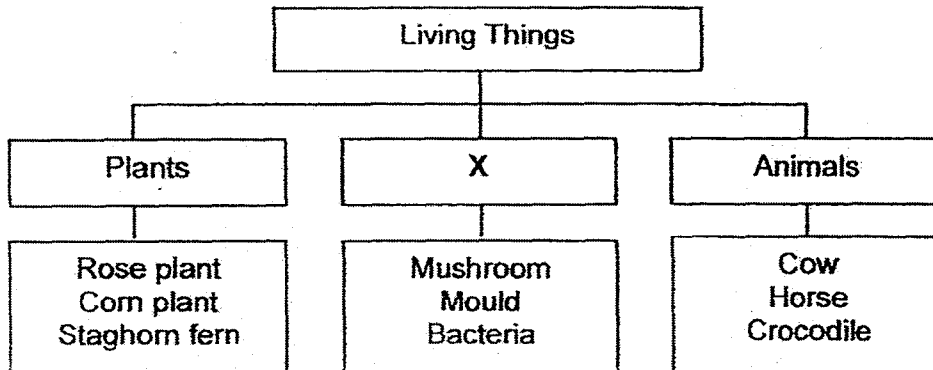 Living Things
Plants
X
Animals
Rose plant
Corn plant
Staghorn fern
Mushroom
Mould
Bacteria
Cow
Horse
Crocodile